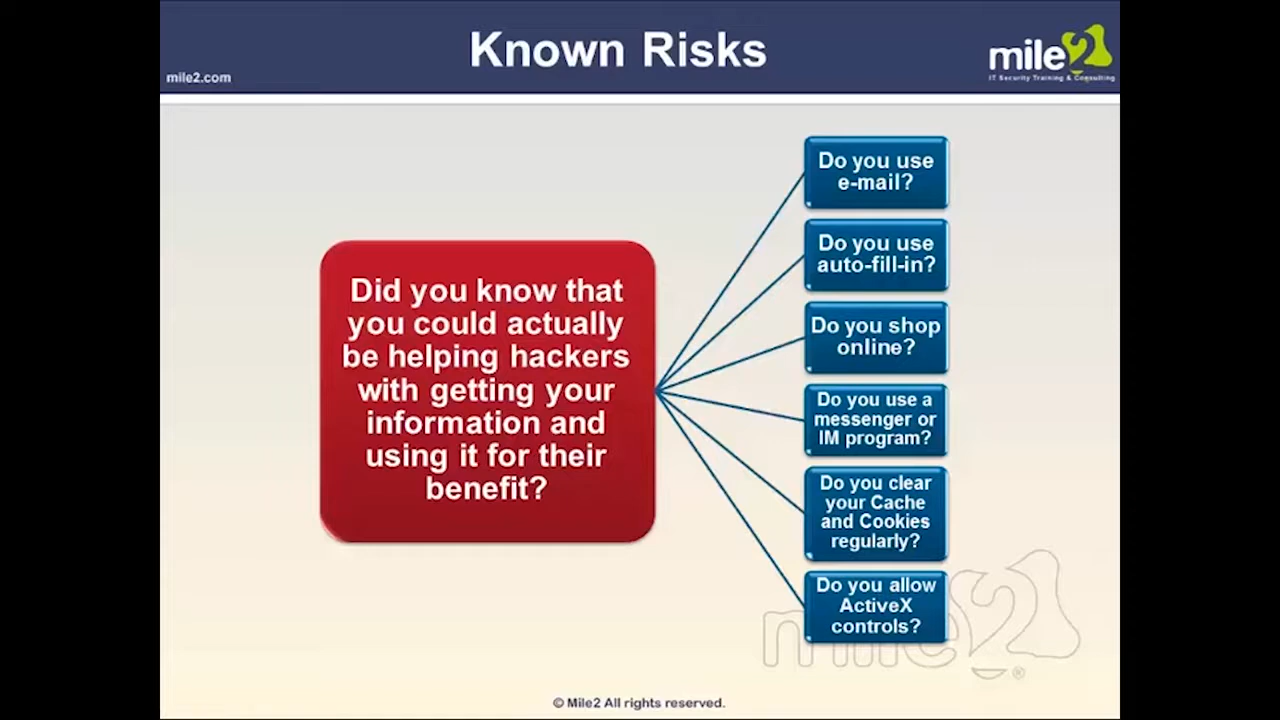 Known Risks
mile2.com
mile2
IT Security Training & Consulting
Did you know that
you could actually
be helping hackers
with getting your
information and
using it for their
benefit?
Do you use
e-mail?
Do you use
auto-fill-in?
Do you shop
online?
Do you use a
messenger or
IM program?
Do you clear
your Cache
and Cookies
regularly?
Do you allow
ActiveX
controls?
mile2®
© Mile2 All rights reserved.